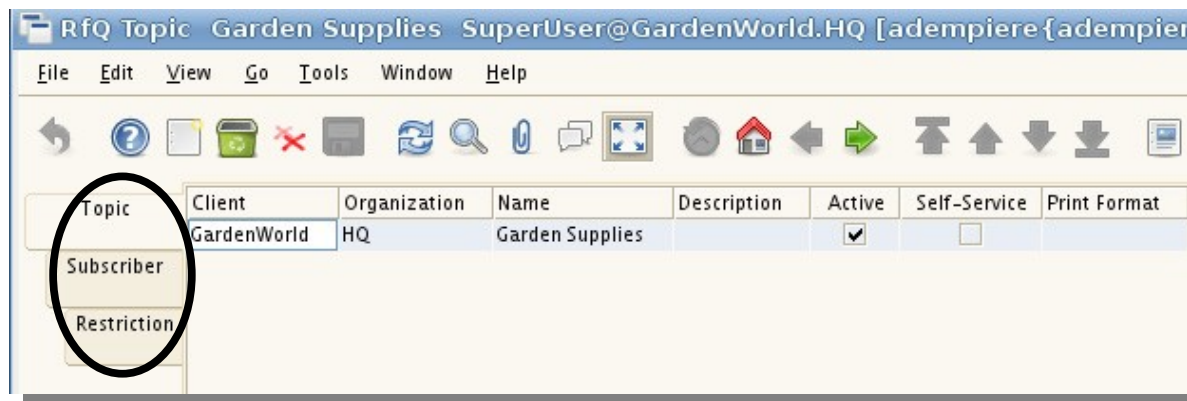 RfQ Topic Garden Supplies SuperUser@GardenWorld.HQ [adempiere{adempier
File Edit View Go Tools Window Help
Topic
Subscriber
Restriction
Client Organization Name Description Active Self-Service Print Format
GardenWorld HQ Garden Supplies